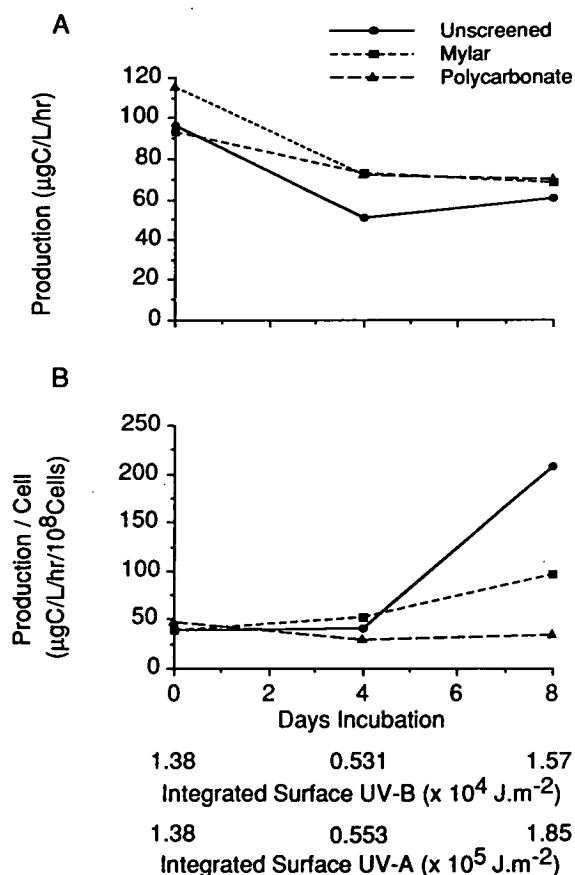 A
Unscreened
Mylar
Polycarbonate
Production (µgC/L/hr)
120
100
80
60
40
20
0
B
Production / Cell
(µgC/L/hr/10⁸Cells)
250
200
150
100
50
0
0 2 4 6 8
Days Incubation
1.38 0.531 1.57
Integrated Surface UV-B (x 10⁴ J.m⁻²)
1.38 0.553 1.85
Integrated Surface UV-A (x 10⁵ J.m⁻²)